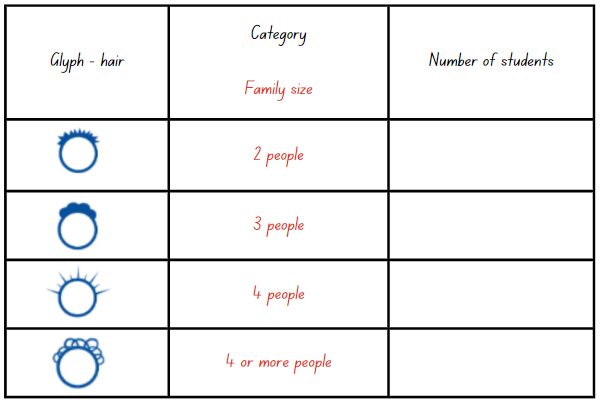 Glyph - hair
Category
Family size
Number of students
2 people
3 people
4 people
4 or more people